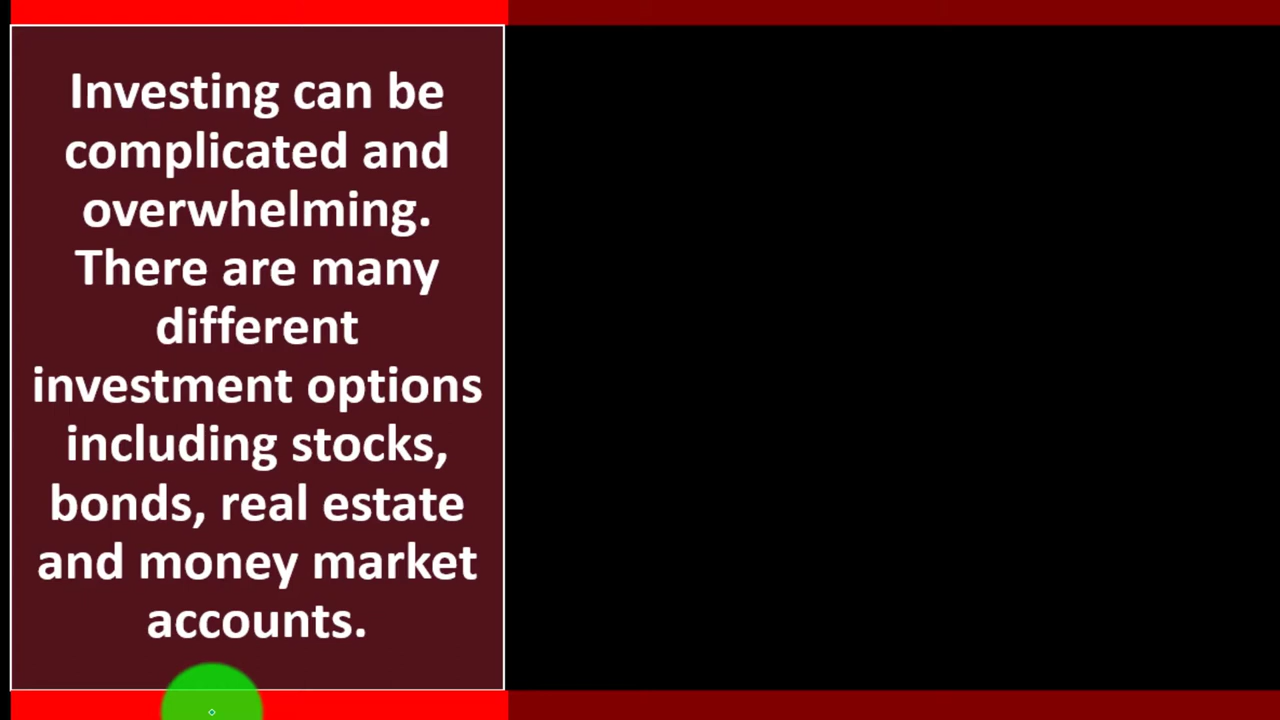 Investing can be
complicated and
overwhelming.
There are many
different
investment options
including stocks,
bonds, real estate
and money market
accounts.